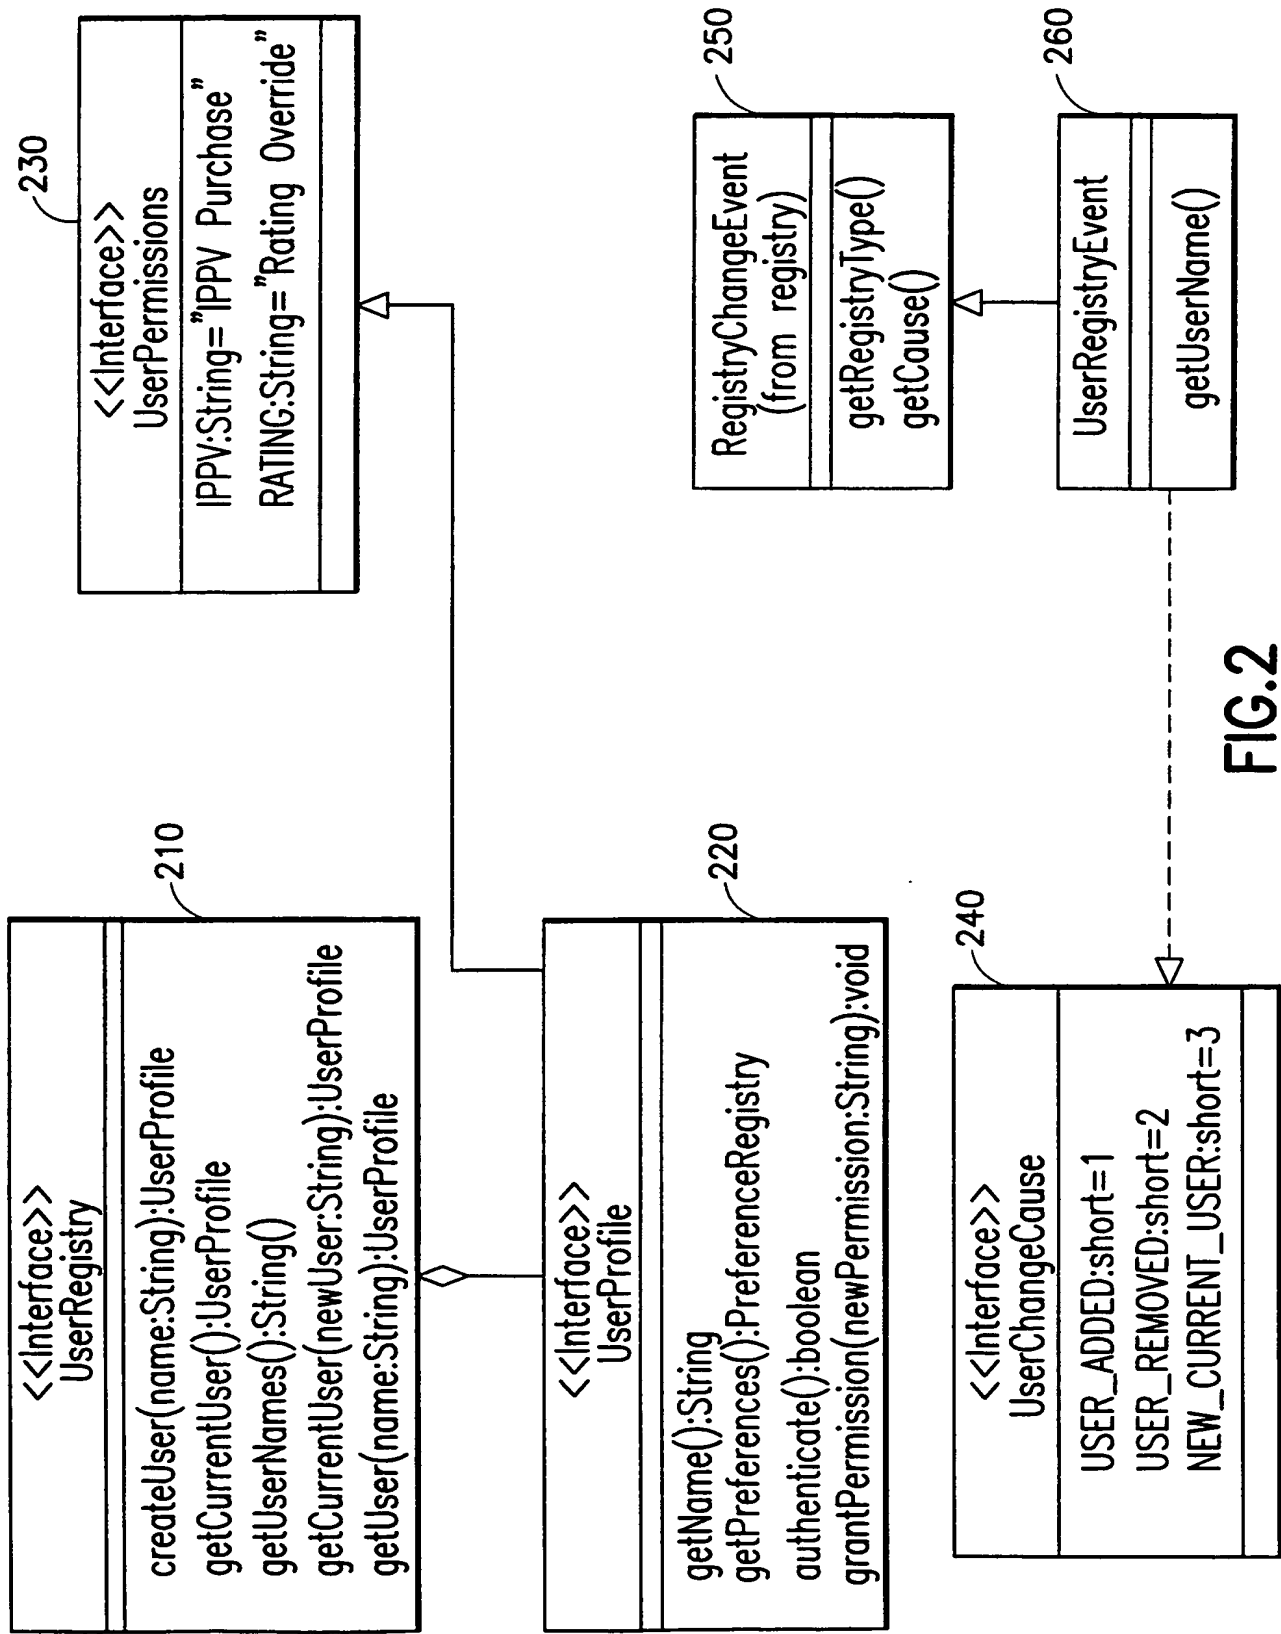 <<Interface>>
UserRegistry
createUser(name:String):UserProfile
getCurrentUser():UserProfile
getUserNames():String()
getCurrentUser(newUser:String):UserProfile
getUser(name:String):UserProfile
210
<<Interface>>
UserPermissions
IPPV:String="IPPV Purchase"
RATING:String="Rating Override"
230
<<Interface>>
UserProfile
getName():String
getPreferences():PreferenceRegistry
authenticate():boolean
grantPermission(newPermission:String):void
220
RegistryChangeEvent
(from registry)
getRegistryType()
getCause()
250
<<Interface>>
UserChangeCause
USER_ADDED:short=1
USER_REMOVED:short=2
NEW_CURRENT_USER:short=3
240
UserRegistryEvent
getUserName()
260
FIG.2